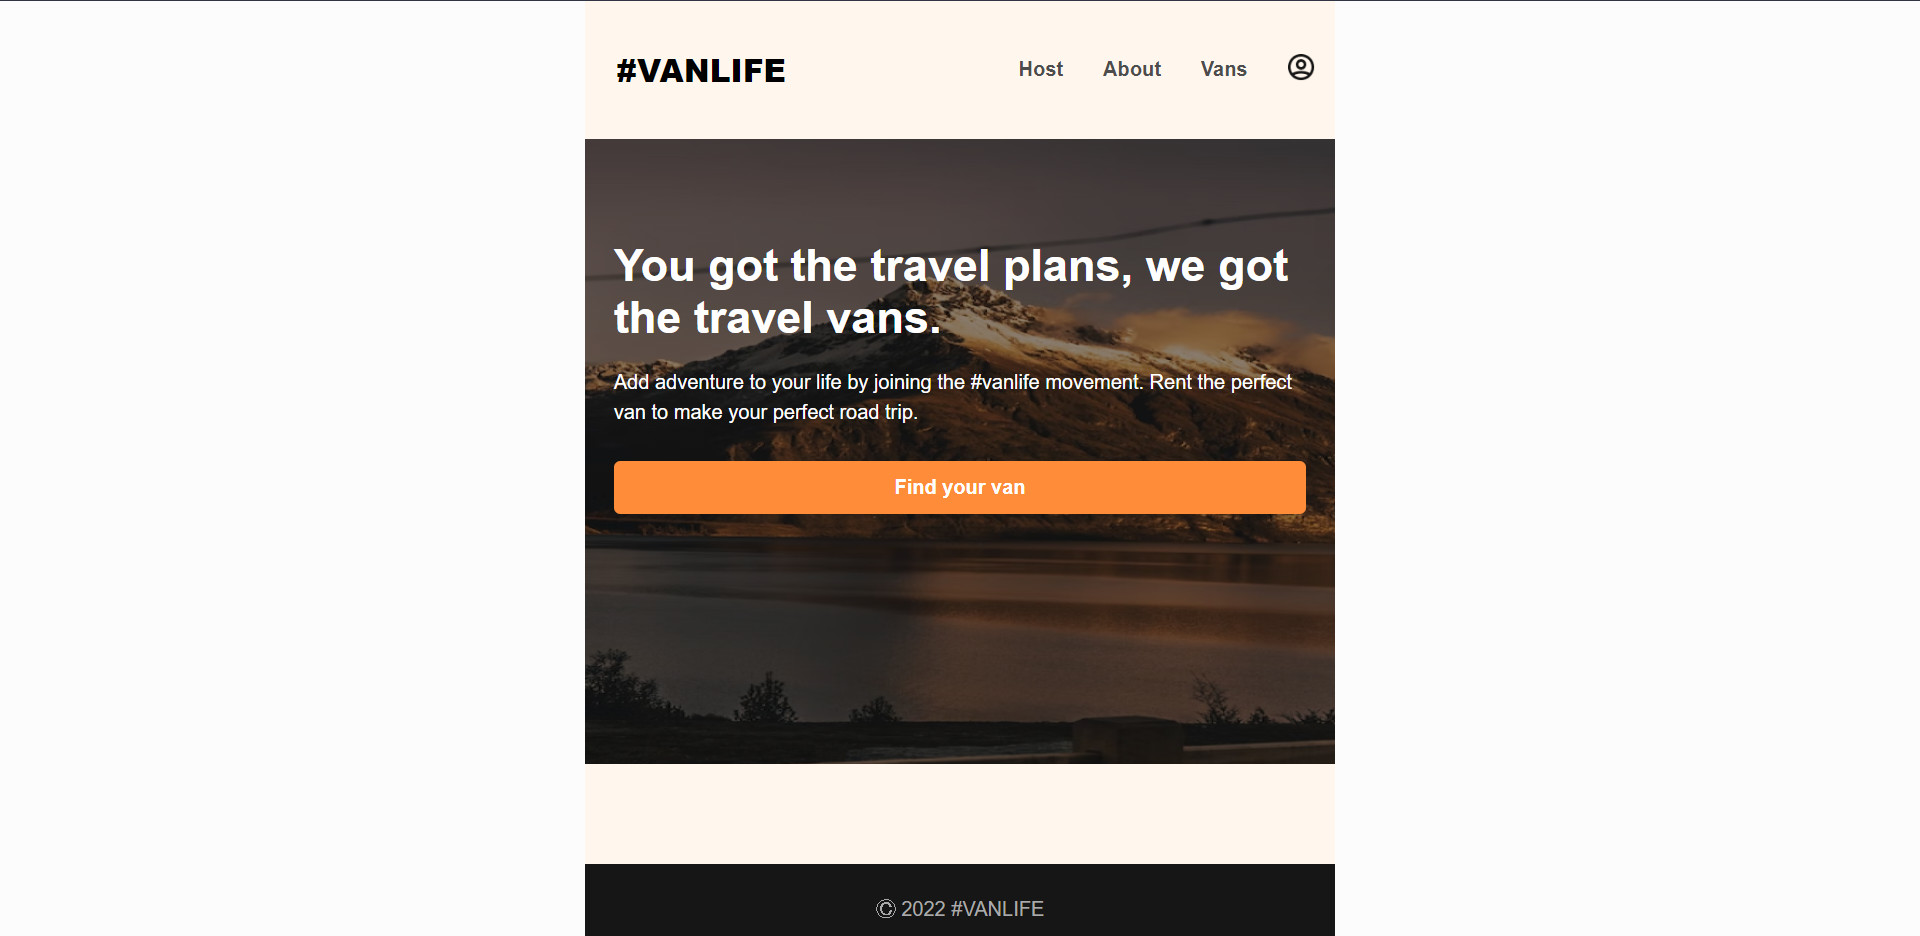 #VANLIFE
Host About Vans
You got the travel plans, we got
the travel vans.
Add adventure to your life by joining the #vanlife movement. Rent the perfect
van to make your perfect road trip.
Find your van
© 2022 #VANLIFE